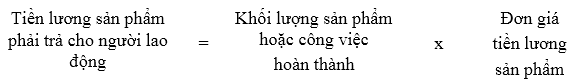 Tiền lương sản phẩm
phải trả cho người lao
động
=
Khối lượng sản phẩm
hoặc công việc
hoàn thành
x
Đơn giá
tiền lương
sản phẩm